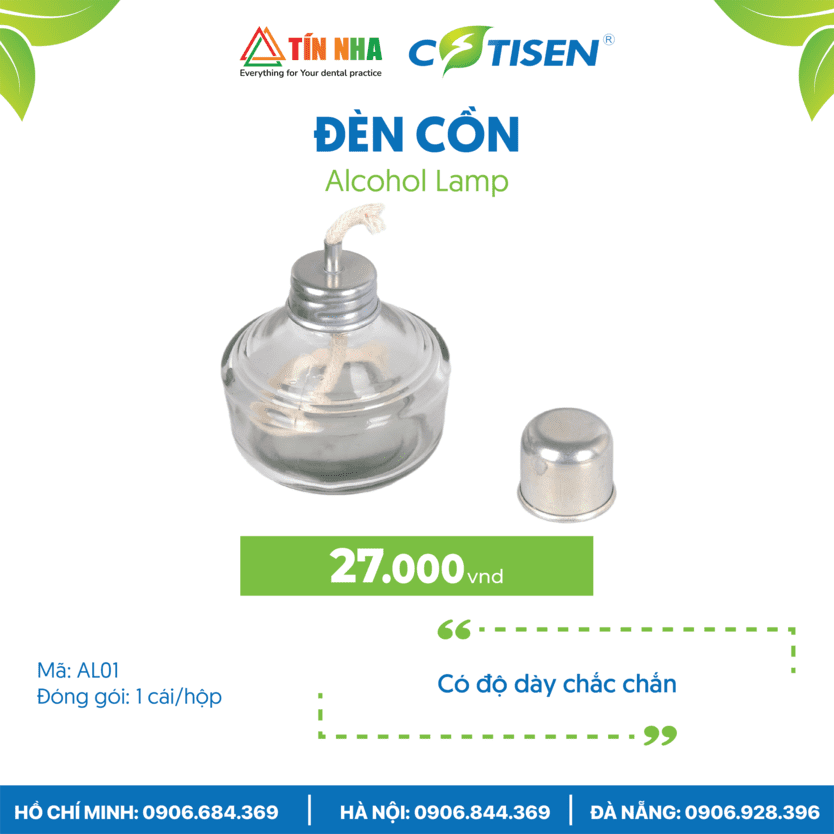 TÍN NHA
Everything for Your dental practice
COTISEN®
ĐÈN CỒN
Alcohol Lamp
27.000 vnd
Mã: AL01
Đóng gói: 1 cái/hộp
“
Có độ dày chắc chắn
”
HỒ CHÍ MINH: 0906.684.369 | HÀ NỘI: 0906.844.369 | ĐÀ NẴNG: 0906.928.396